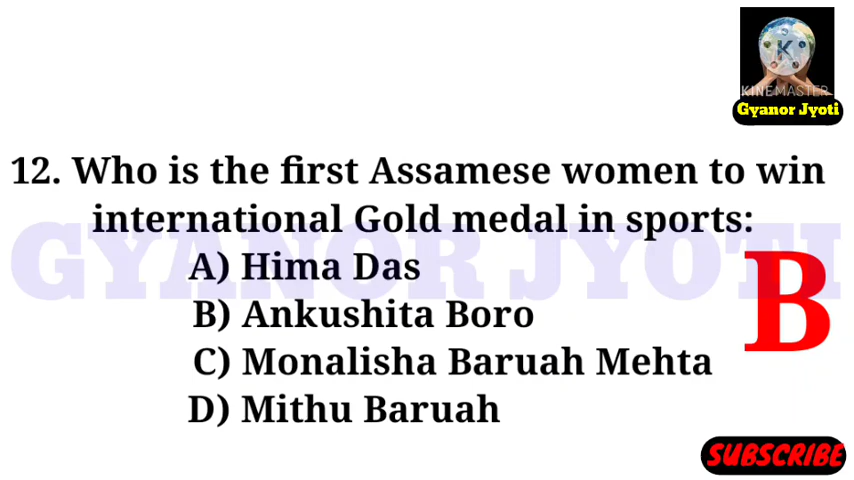 KINEMASTER
Gyanor Jyoti
12. Who is the first Assamese women to win
international Gold medal in sports:
GYANOR JYOTI
A) Hima Das
B) Ankushita Boro
C) Monalisha Baruah Mehta
D) Mithu Baruah
B
SUBSCRIBE